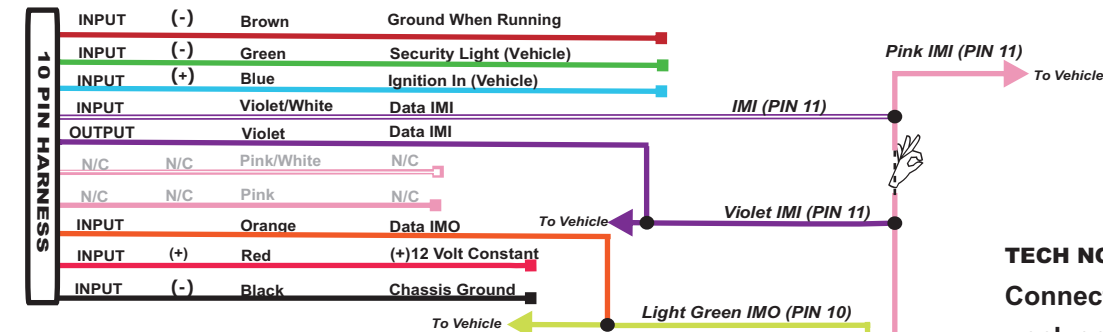 10 PIN HARNESS
INPUT (-) Brown Ground When Running
INPUT (-) Green Security Light (Vehicle)
INPUT (+) Blue Ignition In (Vehicle)
INPUT Violet/White Data IMI
OUTPUT Violet Data IMI
N/C N/C Pink/White N/C
N/C N/C Pink N/C
INPUT Orange Data IMO
INPUT (+) Red (+)12 Volt Constant
INPUT (-) Black Chassis Ground
Pink IMI (PIN 11)
To Vehicle
IMI (PIN 11)
To Vehicle
Violet IMI (PIN 11)
To Vehicle
Light Green IMO (PIN 10)
TECH NO
Connect